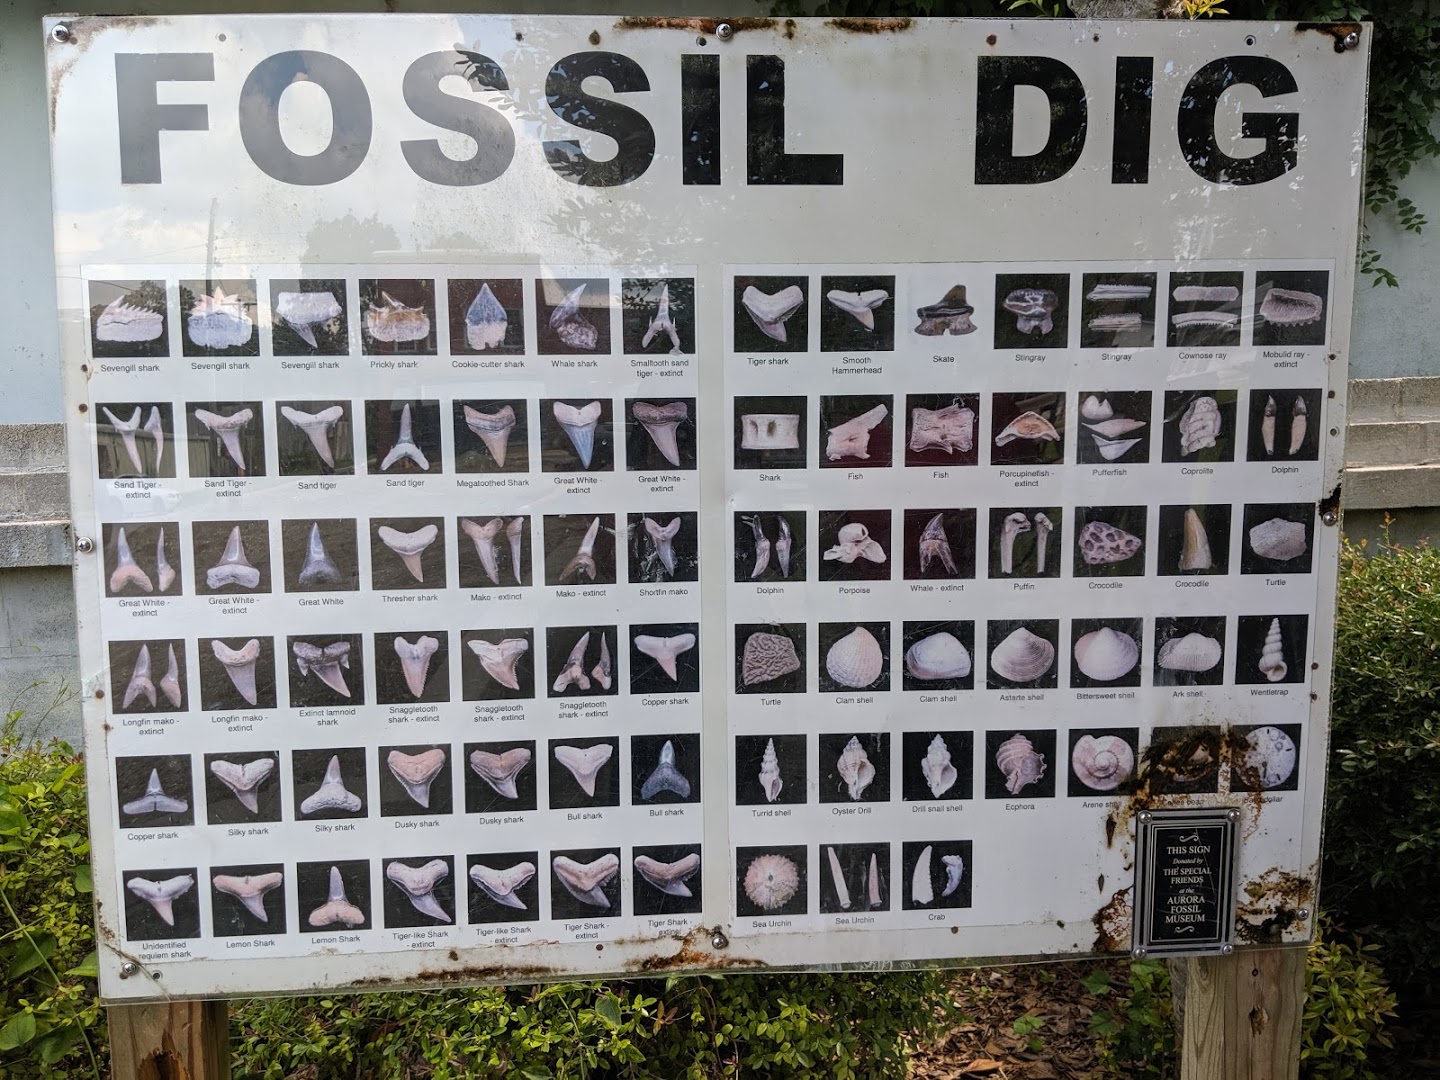 FOSSIL DIG
Sevengill shark
Sevengill shark
Sevengill shark
Prickly shark
Cookie-cutter shark
Whale shark
Smalltooth sand
tiger - extinct
Sand Tiger -
extinct
Sand Tiger -
extinct
Sand tiger
Sand tiger
Megatoothed Shark
Great White -
extinct
Great White -
extinct
Great White -
extinct
Great White -
extinct
Great White
Thresher shark
Mako - extinct
Mako - extinct
Shortfin mako
Longfin mako -
extinct
Longfin mako -
extinct
Extinct lamnoid
shark
Snaggletooth
shark - extinct
Snaggletooth
shark - extinct
Snaggletooth
shark - extinct
Copper shark
Copper shark
Silky shark
Silky shark
Dusky shark
Dusky shark
Bull shark
Bull shark
Unidentified
requiem shark
Lemon Shark
Lemon Shark
Tiger-like Shark
- extinct
Tiger-like Shark
- extinct
Tiger Shark -
extinct
Tiger Shark -
extinct
Tiger shark
Smooth
Hammerhead
Skate
Stingray
Stingray
Cownose ray
Mobulid ray -
extinct
Shark
Fish
Fish
Porcupinefish -
extinct
Pufferfish
Coprolite
Dolphin
Dolphin
Porpoise
Whale - extinct
Puffin
Crocodile
Crocodile
Turtle
Turtle
Clam shell
Clam shell
Astarte shell
Bittersweet shell
Ark shell
Wentletrap
Turrid shell
Oyster Drill
Drill snail shell
Ecphora
Arene
dollar
Sea Urchin
Sea Urchin
Crab
THIS SIGN
Donated by
THE SPECIAL
FRIENDS
at the
AURORA
FOSSIL
MUSEUM